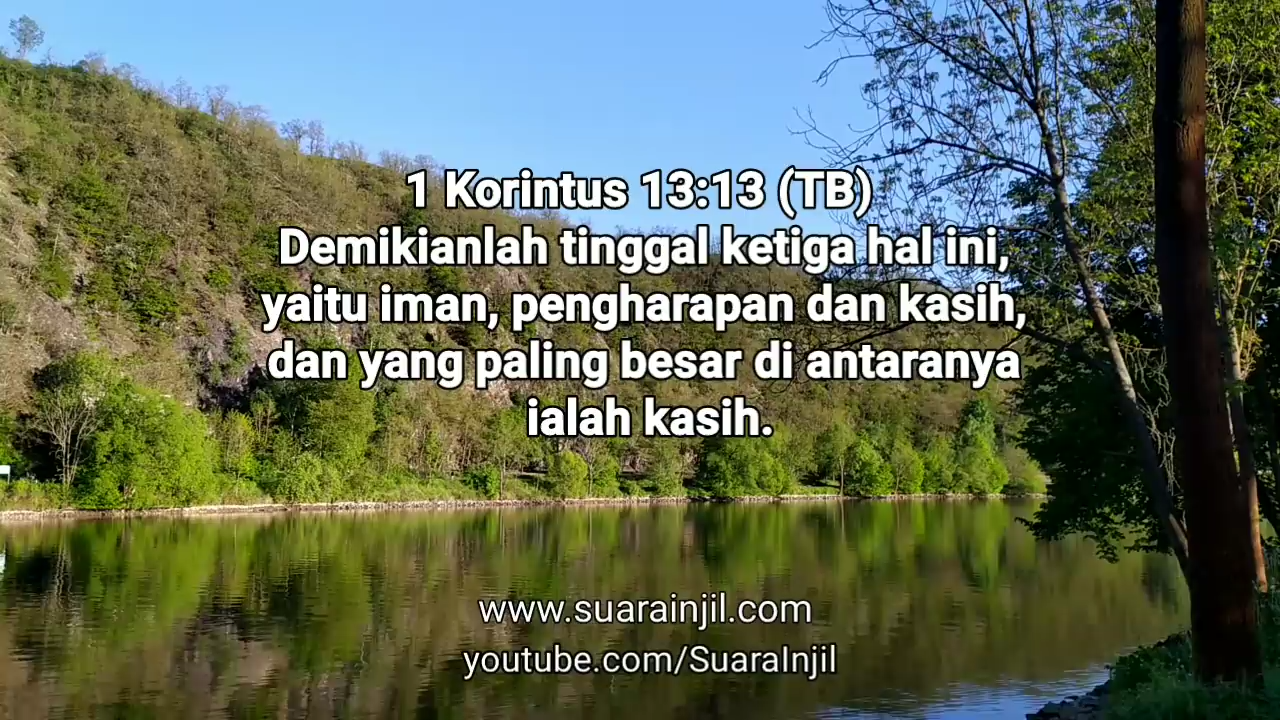 1 Korintus 13:13 (TB)
Demikianlah tinggal ketiga hal ini,
yaitu iman, pengharapan dan kasih,
dan yang paling besar di antaranya
ialah kasih.
www.suarainjil.com
youtube.com/SuaraInjil